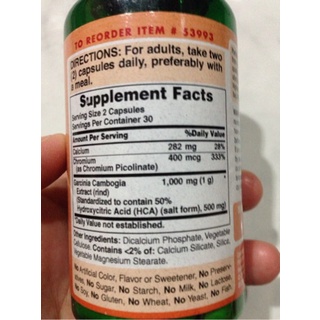 TO REORDER ITEM # 53993
DIRECTIONS: For adults, take two
(2) capsules daily, preferably with
a meal.
Supplement Facts
Serving Size 2 Capsules
Servings Per Container 30
Amount Per Serving %Daily Value
Calcium 282 mg 28%
Chromium 400 mcg 333%
(as Chromium Picolinate)
Garcinia Cambogia 1,000 mg (1 g) *
Extract (rind)
(Standardized to contain 50%
Hydroxycitric Acid (HCA) (salt form), 500 mg)
*Daily Value not established.
Other Ingredients: Dicalcium Phosphate, Vegetable
Cellulose. Contains <2% of: Calcium Silicate, Silica,
Vegetable Magnesium Stearate.
No Artificial Color, Flavor or Sweetener, No Preserv-
No Sugar, No Starch, No Milk, No Lactose,
No Soy, No Gluten, No Wheat, No Yeast, No Fish.